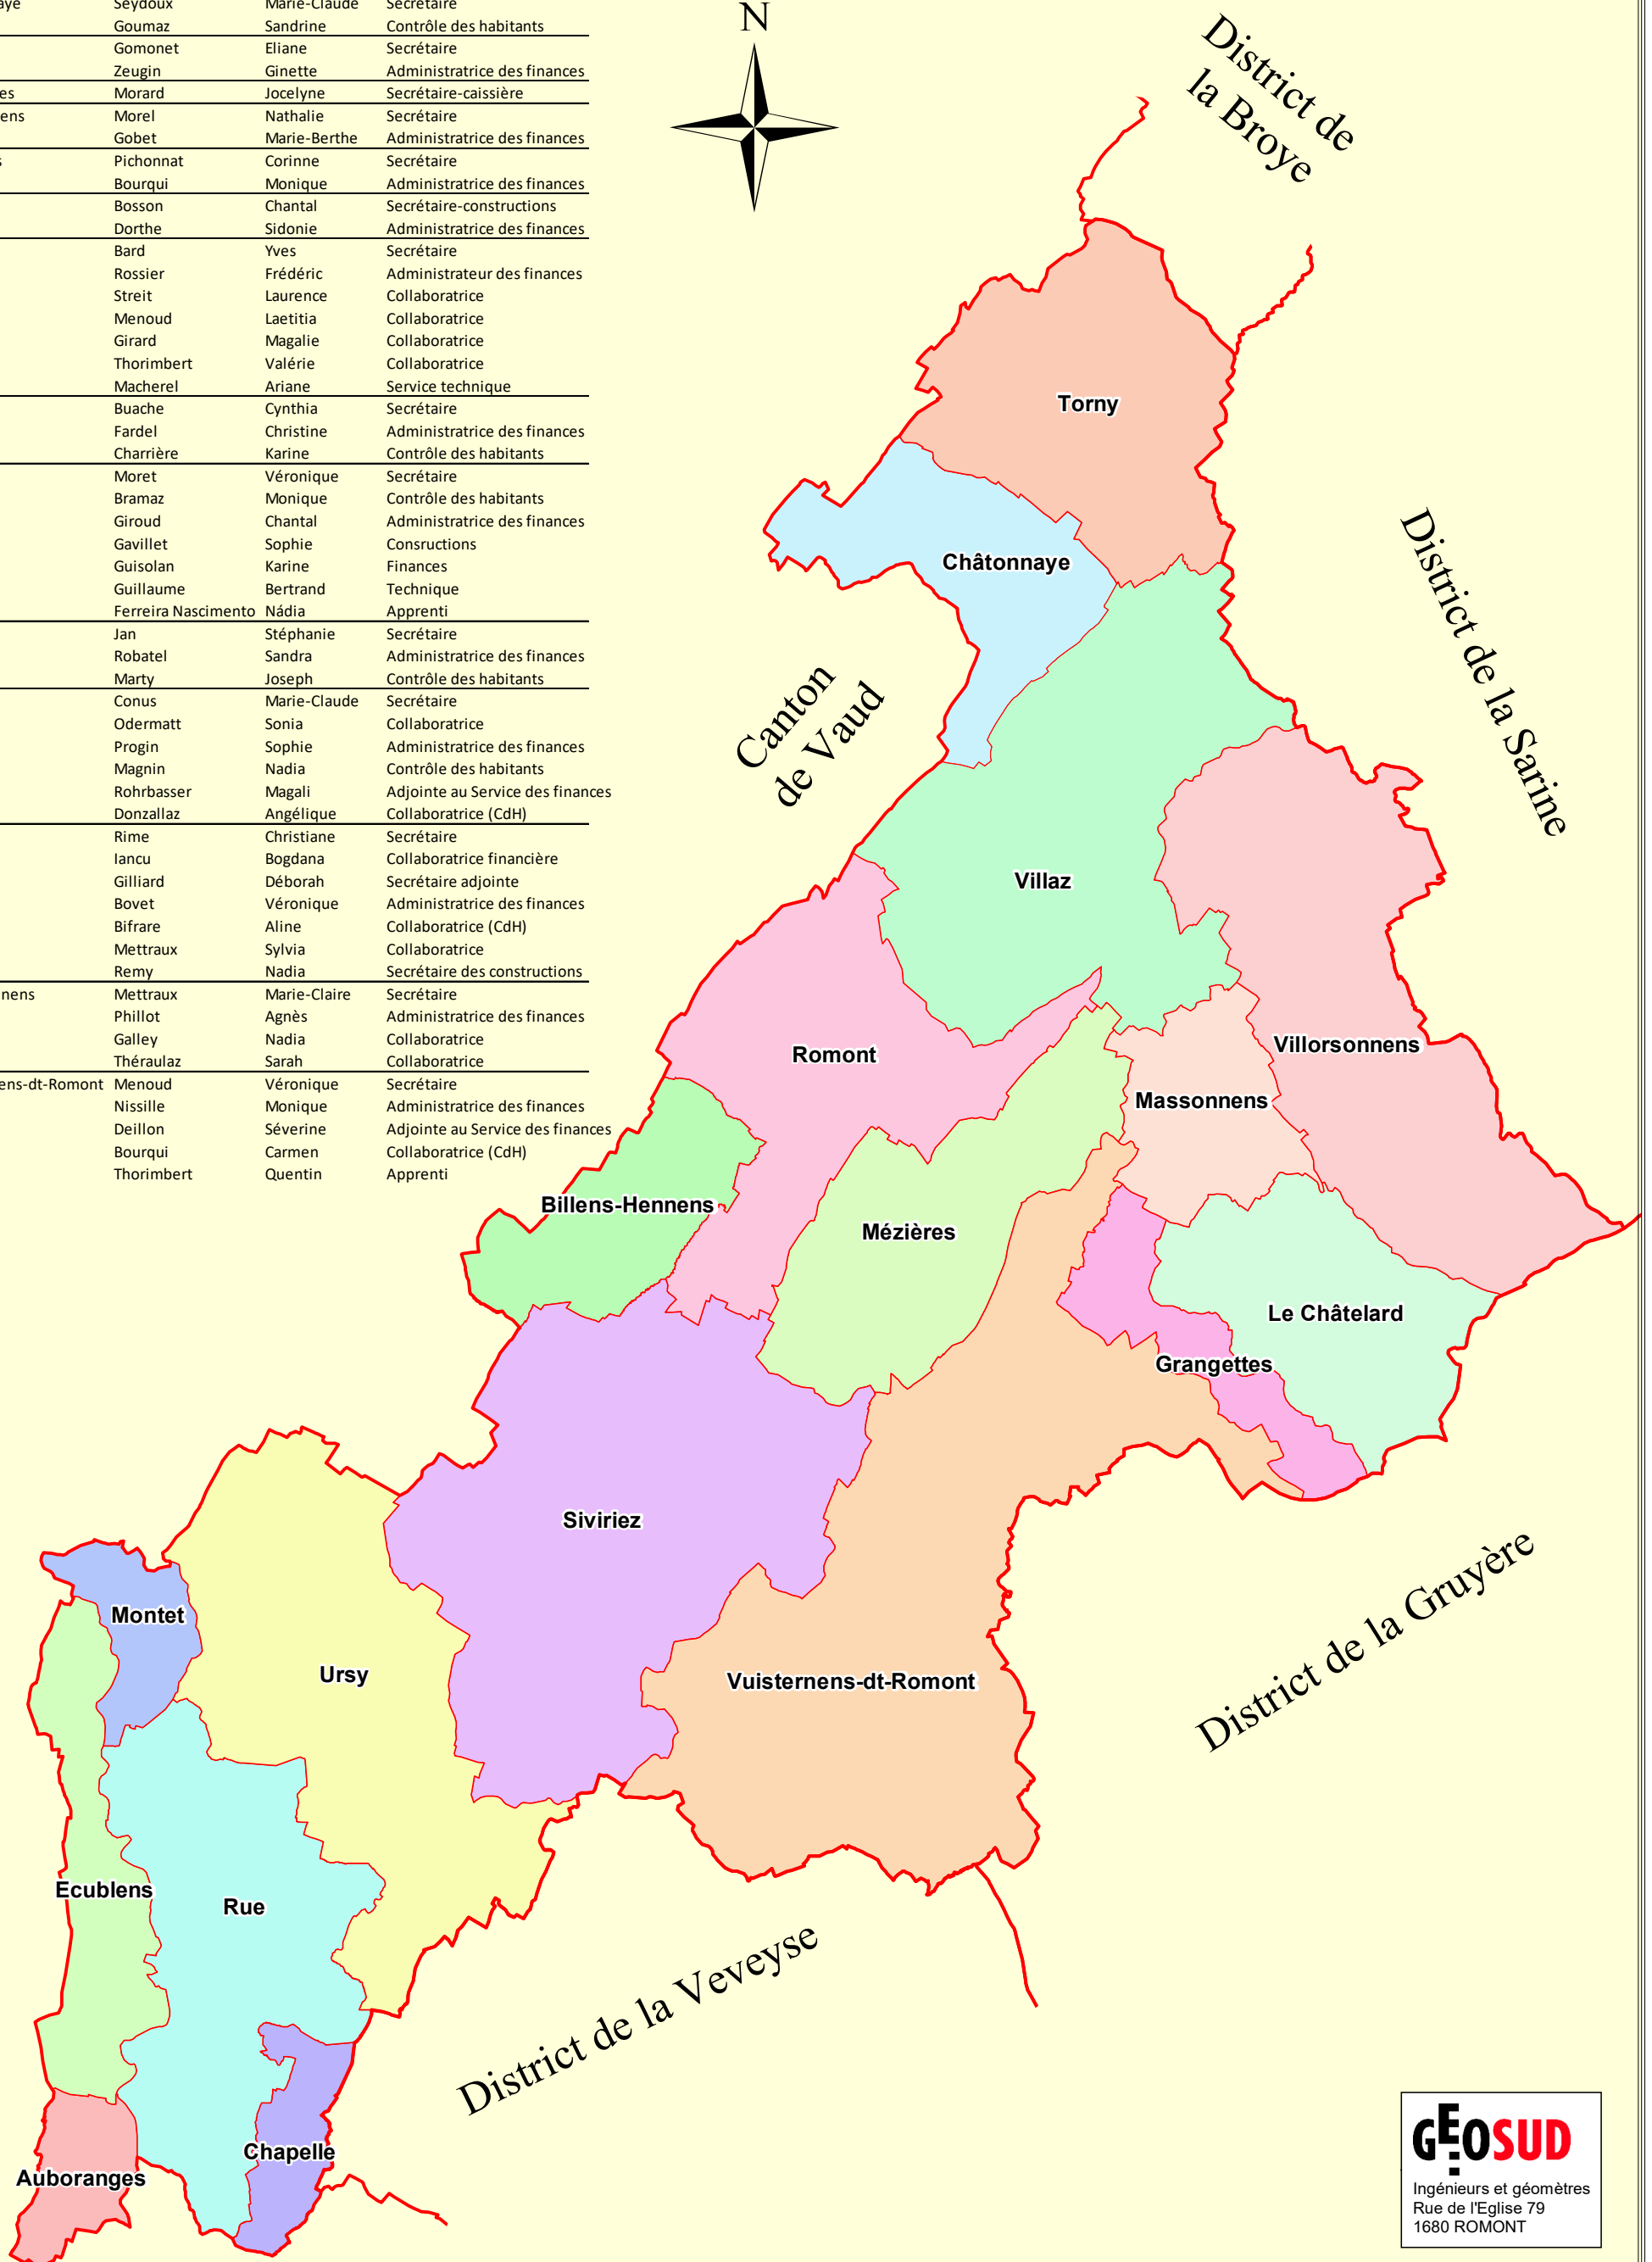 aye Seydoux Marie-Claude Secrétaire
Goumaz Sandrine Contrôle des habitants
Gomonet Eliane Secrétaire
Zeugin Ginette Administratrice des finances
es Morard Jocelyne Secrétaire-caissière
ens Morel Nathalie Secrétaire
Gobet Marie-Berthe Administratrice des finances
s Pichonnat Corinne Secrétaire
Bourqui Monique Administratrice des finances
Bosson Chantal Secrétaire-constructions
Dorthe Sidonie Administratrice des finances
Bard Yves Secrétaire
Rossier Frédéric Administrateur des finances
Streit Laurence Collaboratrice
Menoud Laetitia Collaboratrice
Girard Magalie Collaboratrice
Thorimbert Valérie Collaboratrice
Macherel Ariane Service technique
Buache Cynthia Secrétaire
Fardel Christine Administratrice des finances
Charrière Karine Contrôle des habitants
Moret Véronique Secrétaire
Bramaz Monique Contrôle des habitants
Giroud Chantal Administratrice des finances
Gavillet Sophie Consructions
Guisolan Karine Finances
Guillaume Bertrand Technique
Ferreira Nascimento Nádia Apprenti
Jan Stéphanie Secrétaire
Robatel Sandra Administratrice des finances
Marty Joseph Contrôle des habitants
Conus Marie-Claude Secrétaire
Odermatt Sonia Collaboratrice
Progin Sophie Administratrice des finances
Magnin Nadia Contrôle des habitants
Rohrbasser Magali Adjointe au Service des finances
Donzallaz Angélique Collaboratrice (CdH)
Rime Christiane Secrétaire
Iancu Bogdana Collaboratrice financière
Gilliard Déborah Secrétaire adjointe
Bovet Véronique Administratrice des finances
Bifrare Aline Collaboratrice (CdH)
Mettraux Sylvia Collaboratrice
Remy Nadia Secrétaire des constructions
nens Mettraux Marie-Claire Secrétaire
Phillot Agnès Administratrice des finances
Galley Nadia Collaboratrice
Théraulaz Sarah Collaboratrice
ens-dt-Romont Menoud Véronique Secrétaire
Nissille Monique Administratrice des finances
Deillon Séverine Adjointe au Service des finances
Bourqui Carmen Collaboratrice (CdH)
Thorimbert Quentin Apprenti
N
District de
la Broye
Torny
Châtonnaye
District de la Sarine
Canton
de Vaud
Villaz
Villorsonnens
Romont
Massonnens
Billens-Hennens
Mézières
Le Châtelard
Grangettes
Siviriez
Montet
Ursy
Vuisternens-dt-Romont
District de la Gruyère
Ecublens
Rue
District de la Veveyse
Chapelle
Auboranges
GEOSUD
Ingénieurs et géomètres
Rue de l'Eglise 79
1680 ROMONT